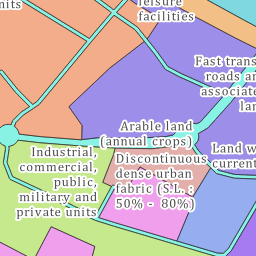 leisure
facilities
nits
Fast trans
roads an
associate
lan
Arable land
(annual crops)
Land w
current
Industrial,
commercial,
public,
military and
private units
Discontinuous
dense urban
fabric (S.L. :
50% - 80%)